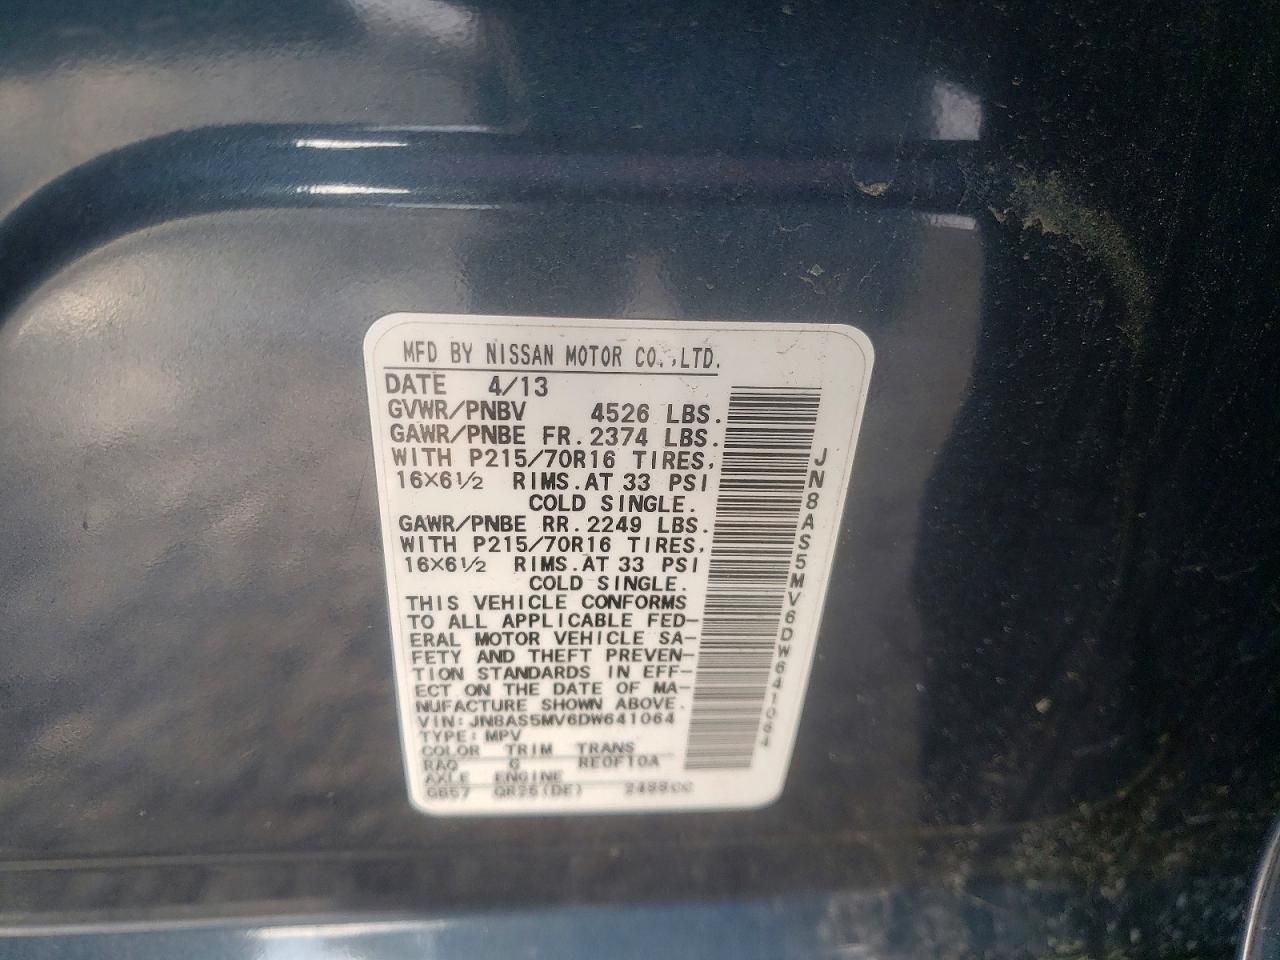 MFD BY NISSAN MOTOR CO.,LTD.
DATE 4/13
GVWR/PNBV 4526 LBS.
GAWR/PNBE FR. 2374 LBS.
WITH P215/70R16 TIRES,
16×6½ RIMS. AT 33 PSI
COLD SINGLE.
GAWR/PNBE RR. 2249 LBS.
WITH P215/70R16 TIRES,
16×6½ RIMS. AT 33 PSI
COLD SINGLE.
THIS VEHICLE CONFORMS
TO ALL APPLICABLE FED-
ERAL MOTOR VEHICLE SA-
FETY AND THEFT PREVEN-
TION STANDARDS IN EFF-
ECT ON THE DATE OF MA-
NUFACTURE SHOWN ABOVE.
VIN: JN8AS5MV6DW641064
TYPE: MPV
COLOR TRIM TRANS
RAQ G RE0F10A
AXLE ENGINE
GB57 QR25(DE) 2488CC
JN8AS5MV6DW641064